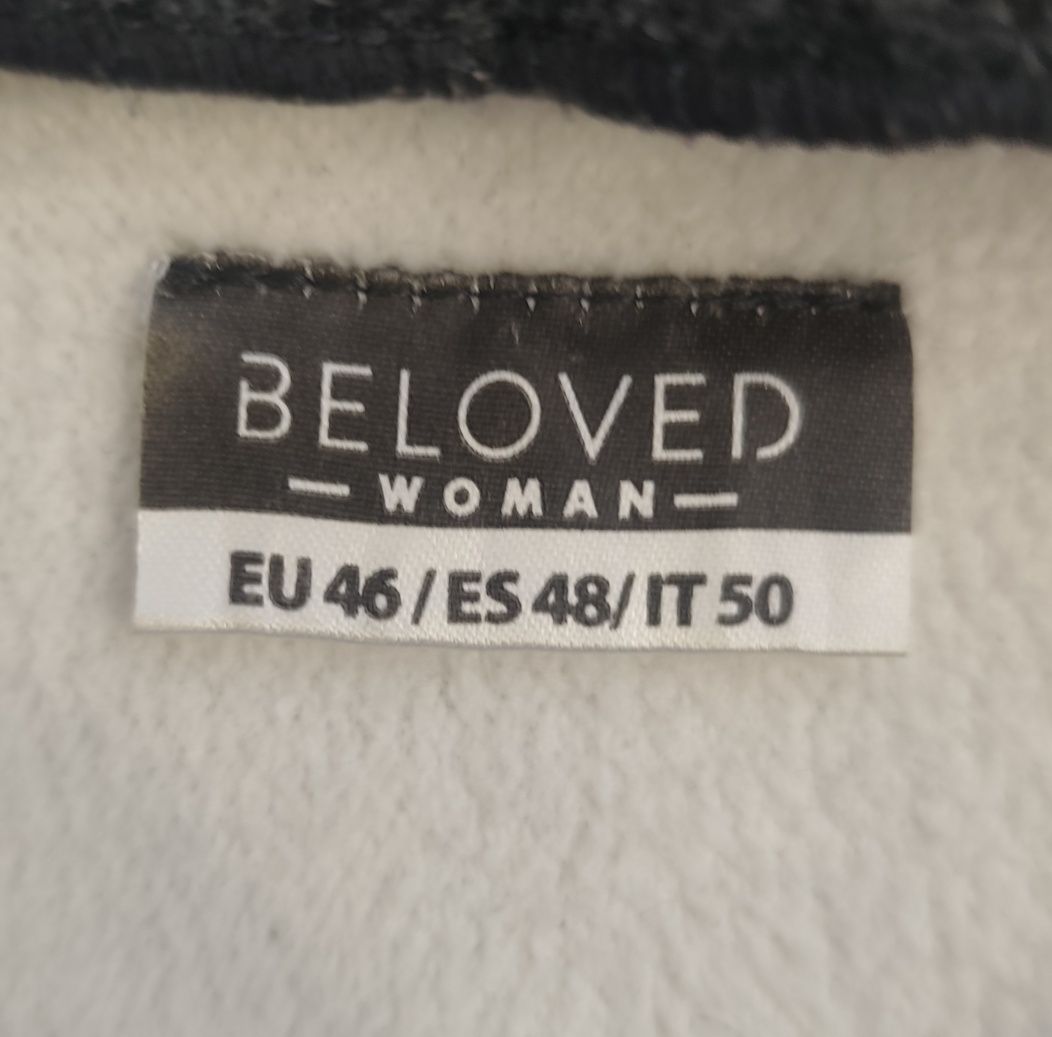 BELOVED
— WOMAN —
EU 46 / ES 48/ IT 50